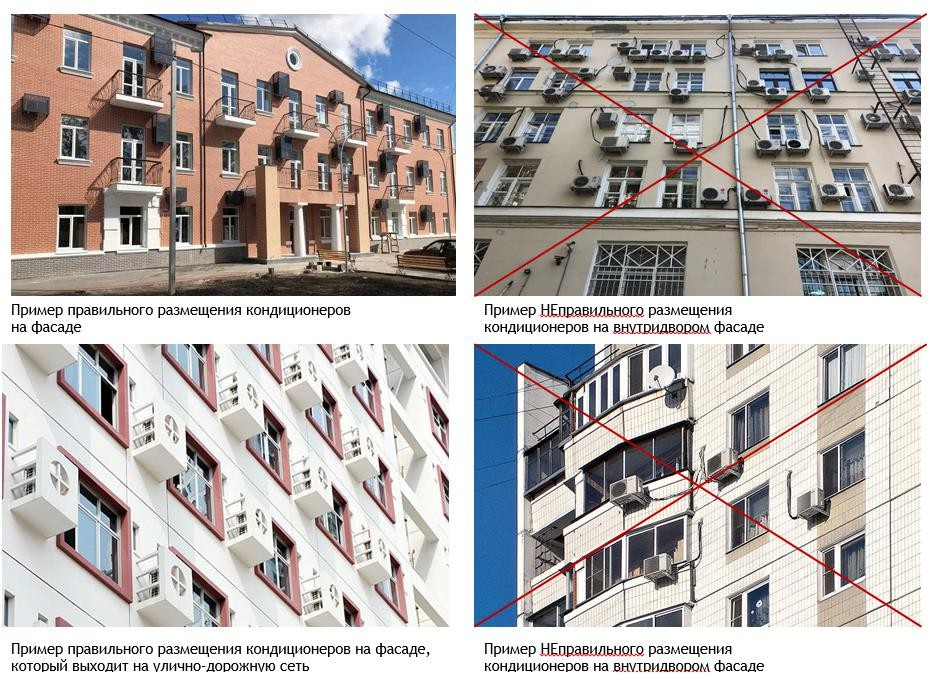 Пример правильного размещения кондиционеров
на фасаде
Пример НЕправильного размещения
кондиционеров на внутридвором фасаде
Пример правильного размещения кондиционеров на фасаде,
который выходит на улично-дорожную сеть
Пример НЕправильного размещения
кондиционеров на внутридвором фасаде